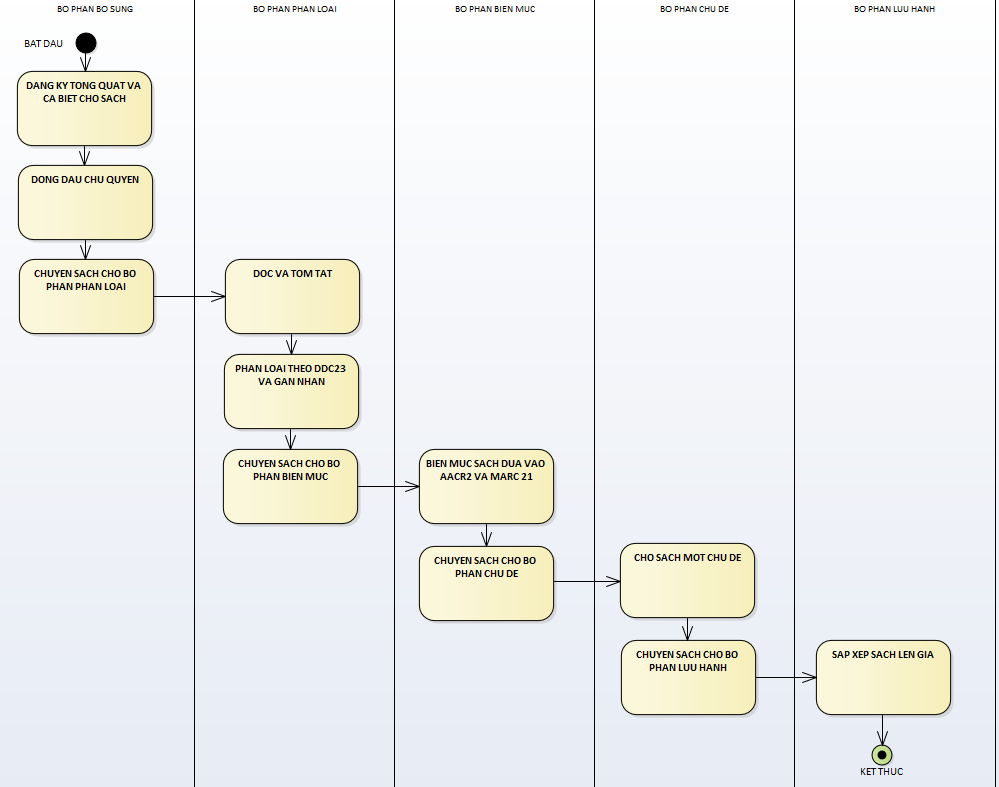 BO PHAN BO SUNG
BO PHAN PHAN LOAI
BO PHAN BIEN MUC
BO PHAN CHU DE
BO PHAN LUU HANH
BAT DAU
DANG KY TONG QUAT VA
CA BIET CHO SACH
DONG DAU CHU QUYEN
CHUYEN SACH CHO BO
PHAN PHAN LOAI
DOC VA TOM TAT
PHAN LOAI THEO DDC23
VA GAN NHAN
CHUYEN SACH CHO BO
PHAN BIEN MUC
BIEN MUC SACH DUA VAO
AACR2 VA MARC 21
CHUYEN SACH CHO BO
PHAN CHU DE
CHO SACH MOT CHU DE
CHUYEN SACH CHO BO
PHAN LUU HANH
SAP XEP SACH LEN GIA
KET THUC